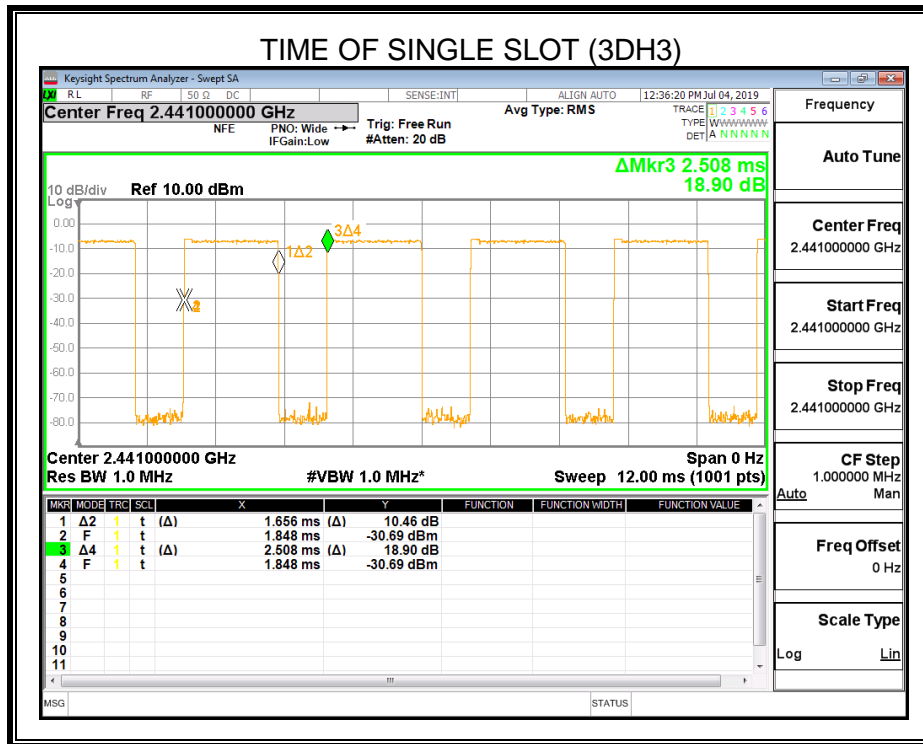 TIME OF SINGLE SLOT (3DH3)
Keysight Spectrum Analyzer - Swept SA
LXI RL RF 50 Ω DC SENSE:INT ALIGN AUTO 12:36:20 PM Jul 04, 2019
Center Freq 2.441000000 GHz
NFE
PNO: Wide
IFGain:Low
Trig: Free Run
#Atten: 20 dB
Avg Type: RMS
TRACE 1 2 3 4 5 6
TYPE WWWWWW
DET A N N N N N
ΔMkr3 2.508 ms
18.90 dB
10 dB/div Ref 10.00 dBm
Log
0.00
-10.0
-20.0
-30.0
-40.0
-50.0
-60.0
-70.0
-80.0
3Δ4
1Δ2
Center 2.441000000 GHz Span 0 Hz
Res BW 1.0 MHz #VBW 1.0 MHz* Sweep 12.00 ms (1001 pts)
MKR MODE TRC SCL X Y FUNCTION FUNCTION WIDTH FUNCTION VALUE
1 Δ2 1 t (Δ) 1.656 ms (Δ) 10.46 dB
2 F 1 t 1.848 ms -30.69 dBm
3 Δ4 1 t (Δ) 2.508 ms (Δ) 18.90 dB
4 F 1 t 1.848 ms -30.69 dBm
5
6
7
8
9
10
11
MSG STATUS
Frequency
Auto Tune
Center Freq
2.441000000 GHz
Start Freq
2.441000000 GHz
Stop Freq
2.441000000 GHz
CF Step
1.000000 MHz
Auto Man
Freq Offset
0 Hz
Scale Type
Log Lin